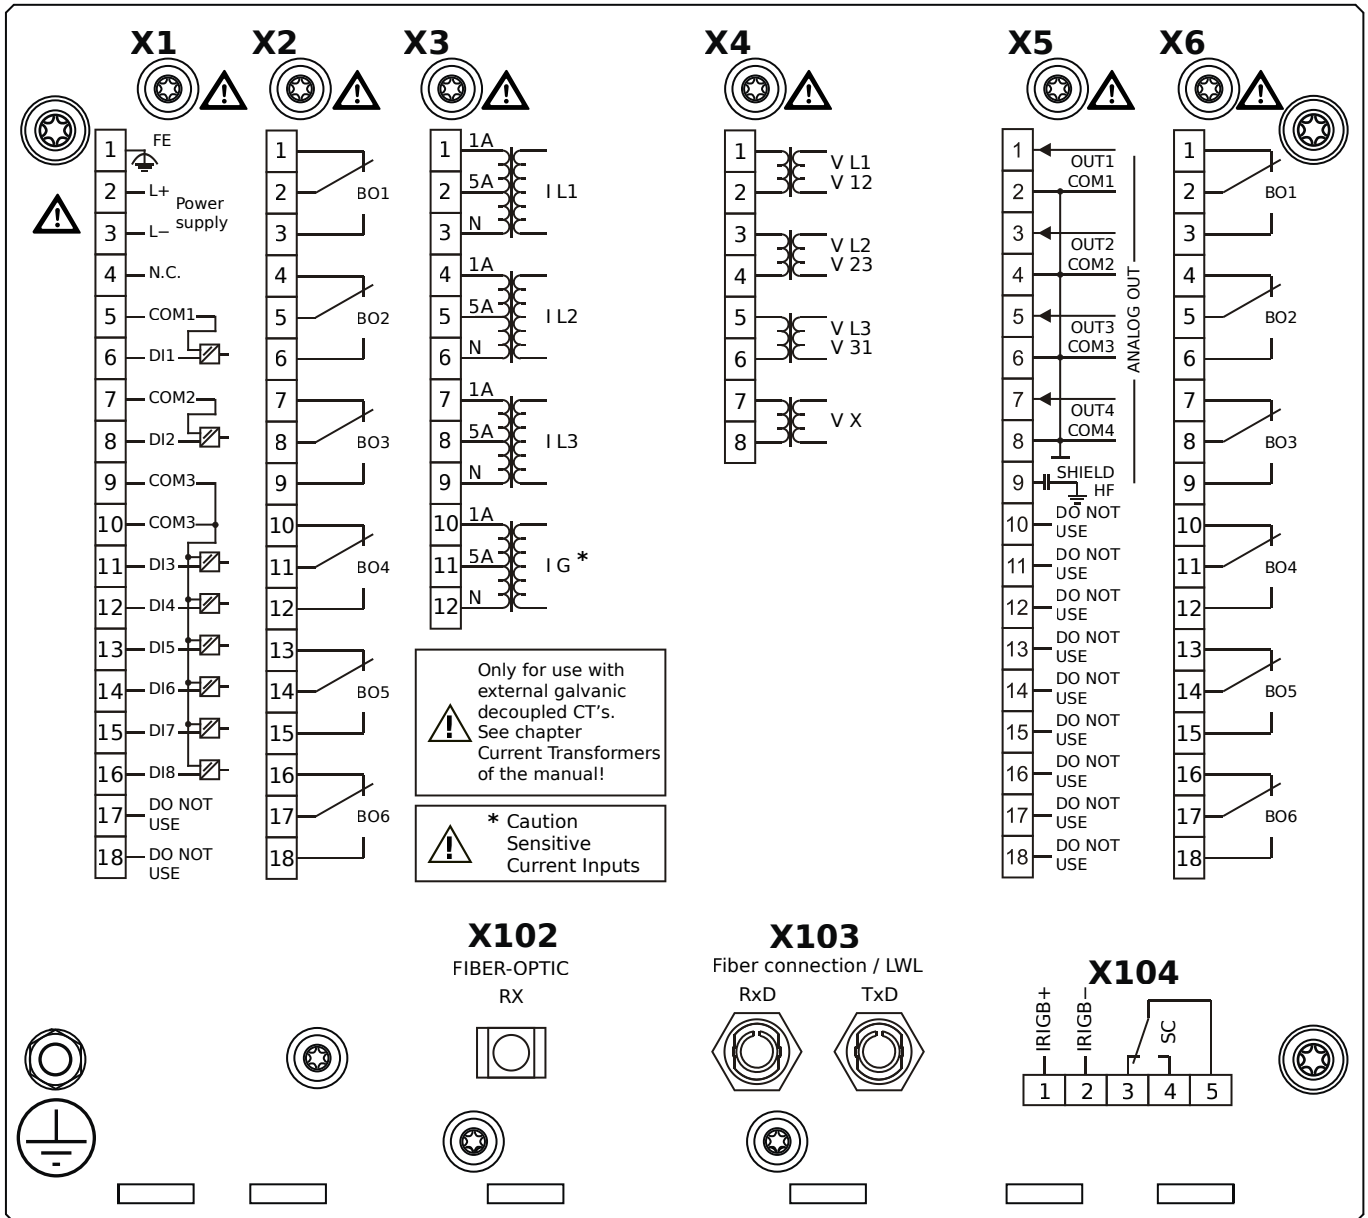 X1
X2
X3
X4
X5
X6
1
FE
2
L+
Power
supply
3
L−
4
N.C.
5
COM1
6
DI1
7
COM2
8
DI2
9
COM3
10
COM3
11
DI3
12
DI4
13
DI5
14
DI6
15
DI7
16
DI8
17
DO NOT
USE
18
DO NOT
USE
1
2
BO1
3
4
5
BO2
6
7
8
BO3
9
10
11
BO4
12
13
14
BO5
15
16
17
BO6
18
1
1A
2
5A
I L1
3
N
4
1A
5
5A
I L2
6
N
7
1A
8
5A
I L3
9
N
10
1A
11
5A
I G *
12
N
Only for use with
external galvanic
decoupled CT's.
See chapter
Current Transformers
of the manual!
* Caution
Sensitive
Current Inputs
1
V L1
2
V 12
3
V L2
4
V 23
5
V L3
6
V 31
7
V X
8
1
OUT1
2
COM1
3
OUT2
4
COM2
5
OUT3
6
COM3
7
OUT4
8
COM4
ANALOG OUT
9
SHIELD
HF
10
DO NOT
USE
11
DO NOT
USE
12
DO NOT
USE
13
DO NOT
USE
14
DO NOT
USE
15
DO NOT
USE
16
DO NOT
USE
17
DO NOT
USE
18
DO NOT
USE
1
2
BO1
3
4
5
BO2
6
7
8
BO3
9
10
11
BO4
12
13
14
BO5
15
16
17
BO6
18
X102
FIBER-OPTIC
RX
X103
Fiber connection / LWL
RxD
TxD
X104
IRIGB+
IRIGB−
SC
1
2
3
4
5